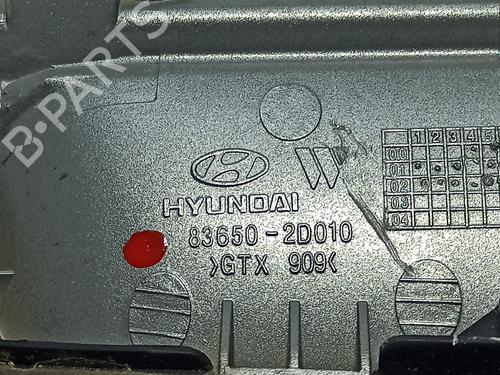 B-PARTS
W
HYUNDAI
83650-2D010
>GTX 909<
1 2 3 4 5
00
01
02
03
04